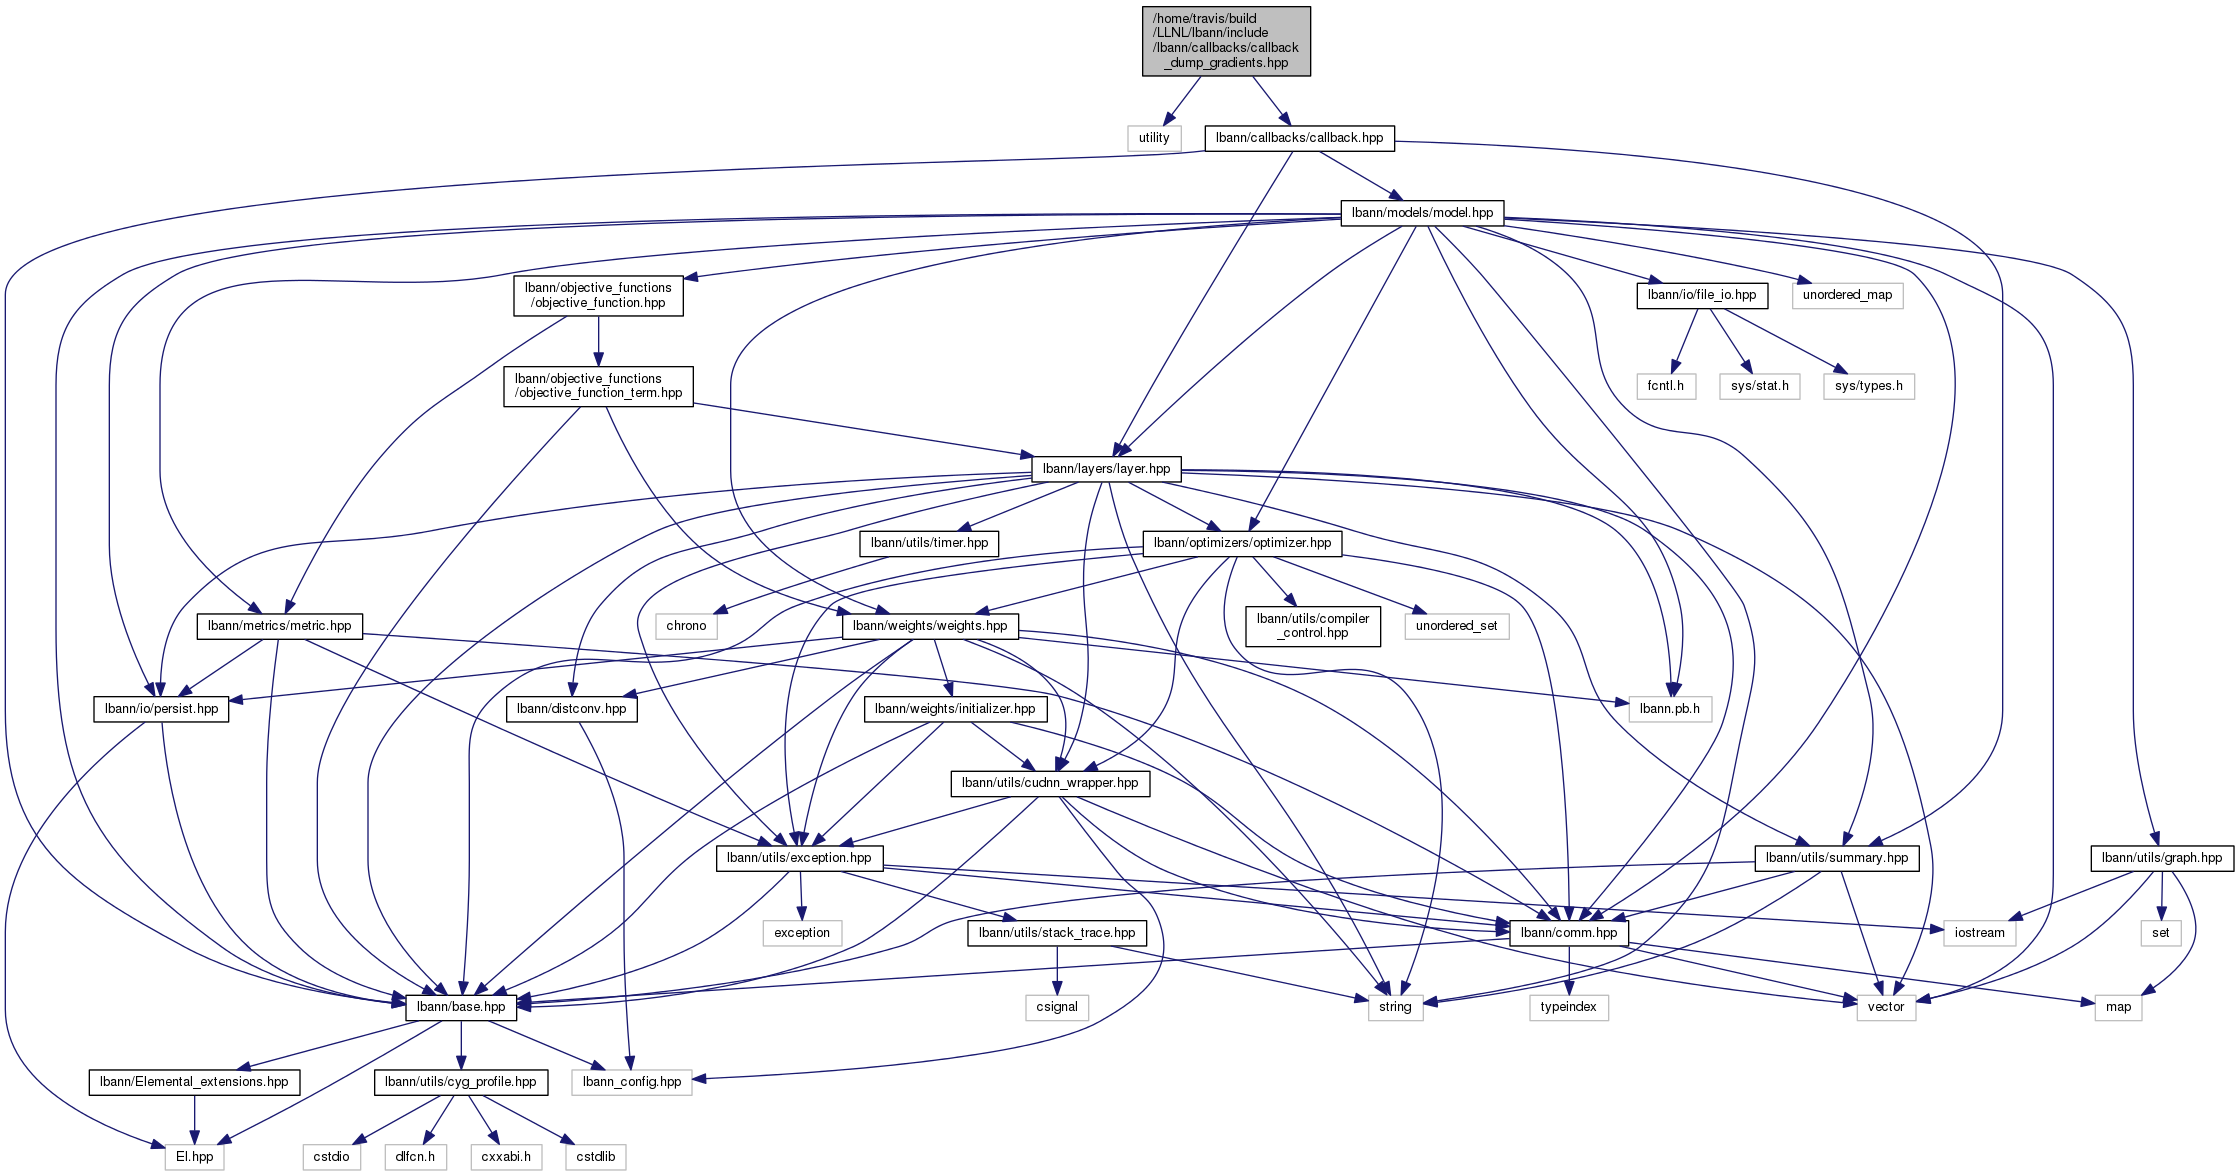 /home/travis/build
/LLNL/lbann/include
/lbann/callbacks/callback
_dump_gradients.hpp
utility
lbann/callbacks/callback.hpp
lbann/models/model.hpp
lbann/objective_functions
/objective_function.hpp
lbann/io/file_io.hpp
unordered_map
lbann/objective_functions
/objective_function_term.hpp
fcntl.h
sys/stat.h
sys/types.h
lbann/layers/layer.hpp
lbann/utils/timer.hpp
lbann/optimizers/optimizer.hpp
lbann/metrics/metric.hpp
chrono
lbann/weights/weights.hpp
lbann/utils/compiler
_control.hpp
unordered_set
lbann/io/persist.hpp
lbann/distconv.hpp
lbann/weights/initializer.hpp
lbann.pb.h
lbann/utils/cudnn_wrapper.hpp
lbann/utils/exception.hpp
lbann/utils/summary.hpp
lbann/utils/graph.hpp
exception
lbann/utils/stack_trace.hpp
lbann/comm.hpp
iostream
set
lbann/base.hpp
csignal
string
typeindex
vector
map
lbann/Elemental_extensions.hpp
lbann/utils/cyg_profile.hpp
lbann_config.hpp
El.hpp
cstdio
dlfcn.h
cxxabi.h
cstdlib